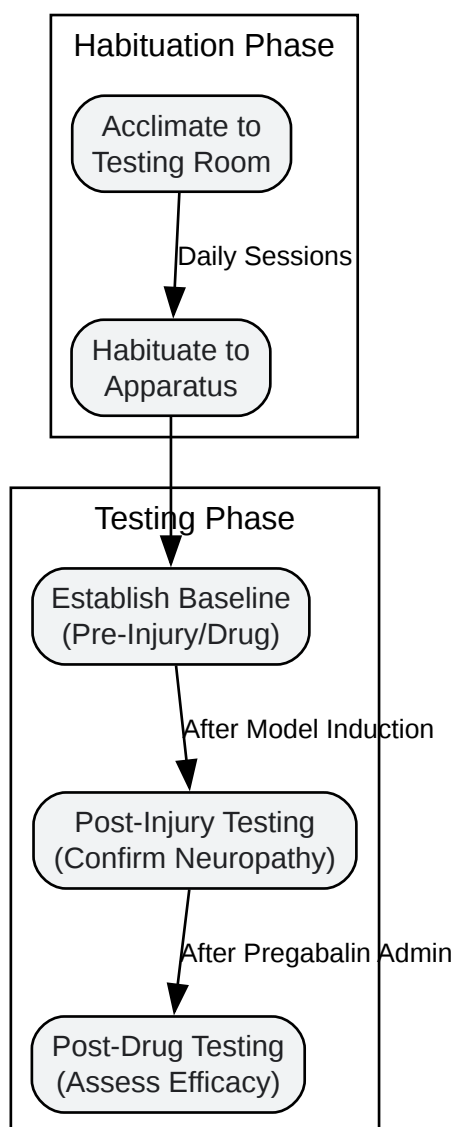 Habituation Phase
Acclimate to
Testing Room
Daily Sessions
Habituate to
Apparatus
Testing Phase
Establish Baseline
(Pre-Injury/Drug)
After Model Induction
Post-Injury Testing
(Confirm Neuropathy)
After Pregabalin Admin
Post-Drug Testing
(Assess Efficacy)